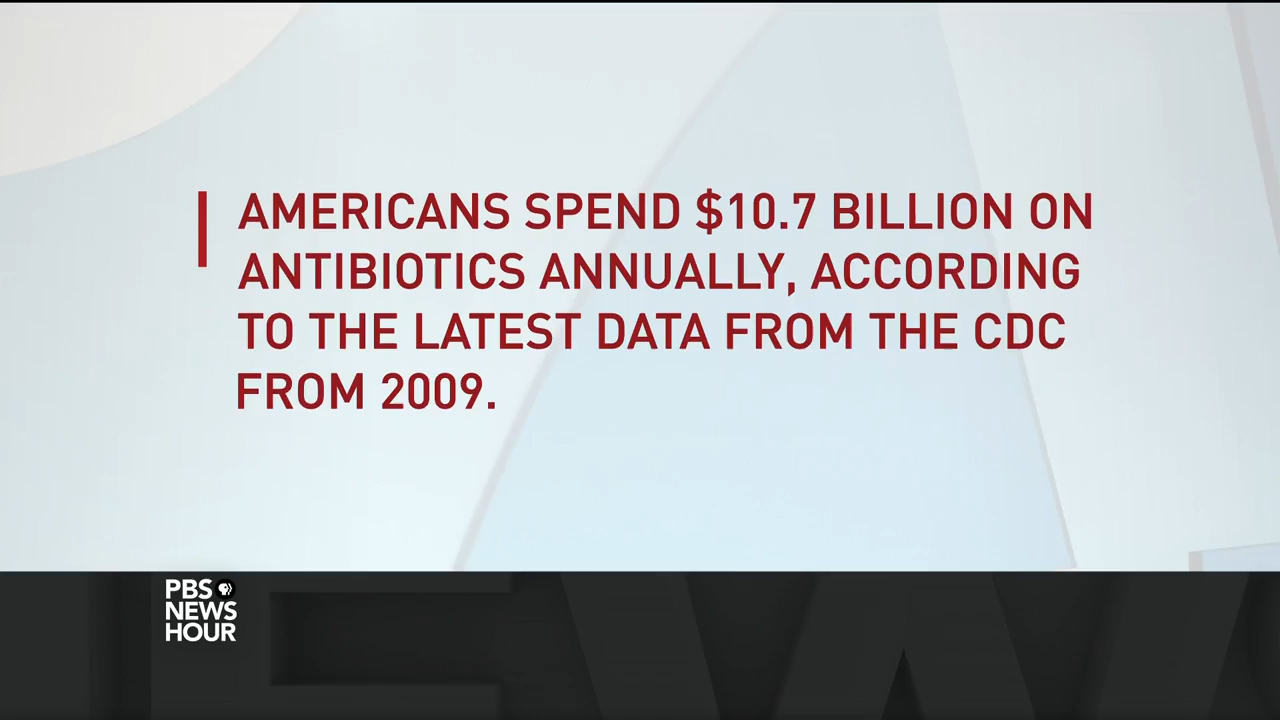 AMERICANS SPEND $10.7 BILLION ON
ANTIBIOTICS ANNUALLY, ACCORDING
TO THE LATEST DATA FROM THE CDC
FROM 2009.
PBS
NEWS
HOUR